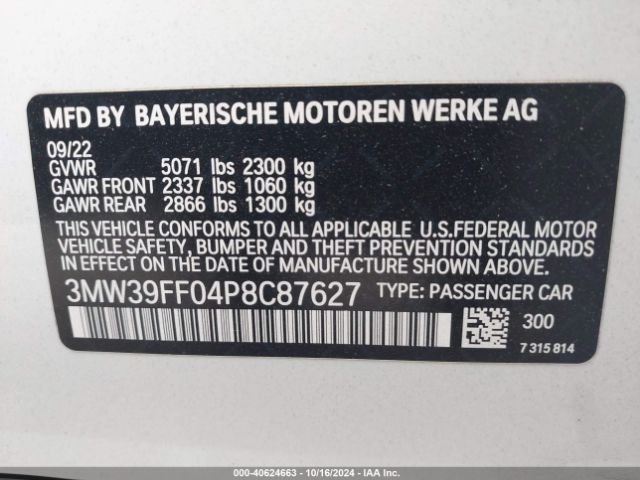 MFD BY BAYERISCHE MOTOREN WERKE AG
09/22
GVWR 5071 lbs 2300 kg
GAWR FRONT 2337 lbs 1060 kg
GAWR REAR 2866 lbs 1300 kg
THIS VEHICLE CONFORMS TO ALL APPLICABLE U.S.FEDERAL MOTOR
VEHICLE SAFETY, BUMPER AND THEFT PREVENTION STANDARDS
IN EFFECT ON THE DATE OF MANUFACTURE SHOWN ABOVE.
3MW39FF04P8C87627 TYPE: PASSENGER CAR
300
7 315 814
000-40624663 | 10/16/2024 | IAAI.COM